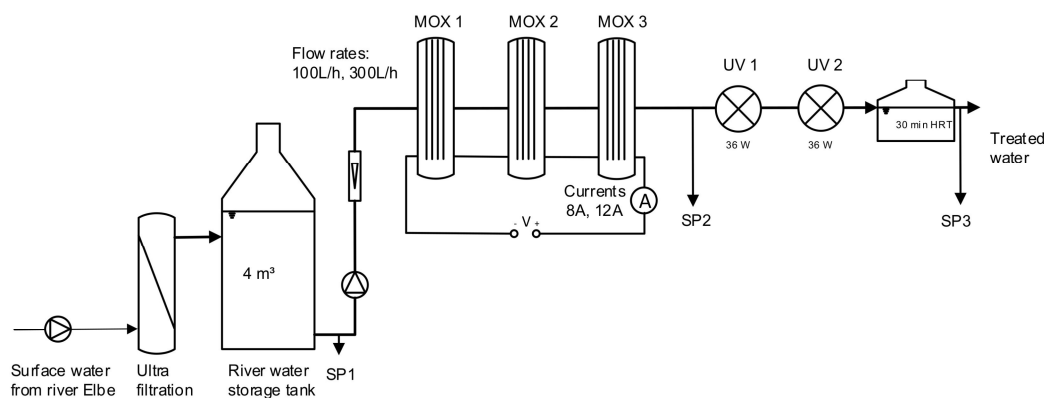 MOX 1
MOX 2
MOX 3
Flow rates:
100L/h, 300L/h
UV 1
UV 2
36 W
36 W
30 min HRT
Treated
water
Currents
8A, 12A
A
- V +
SP2
SP3
4 m³
SP1
Surface water
from river Elbe
Ultra
filtration
River water
storage tank